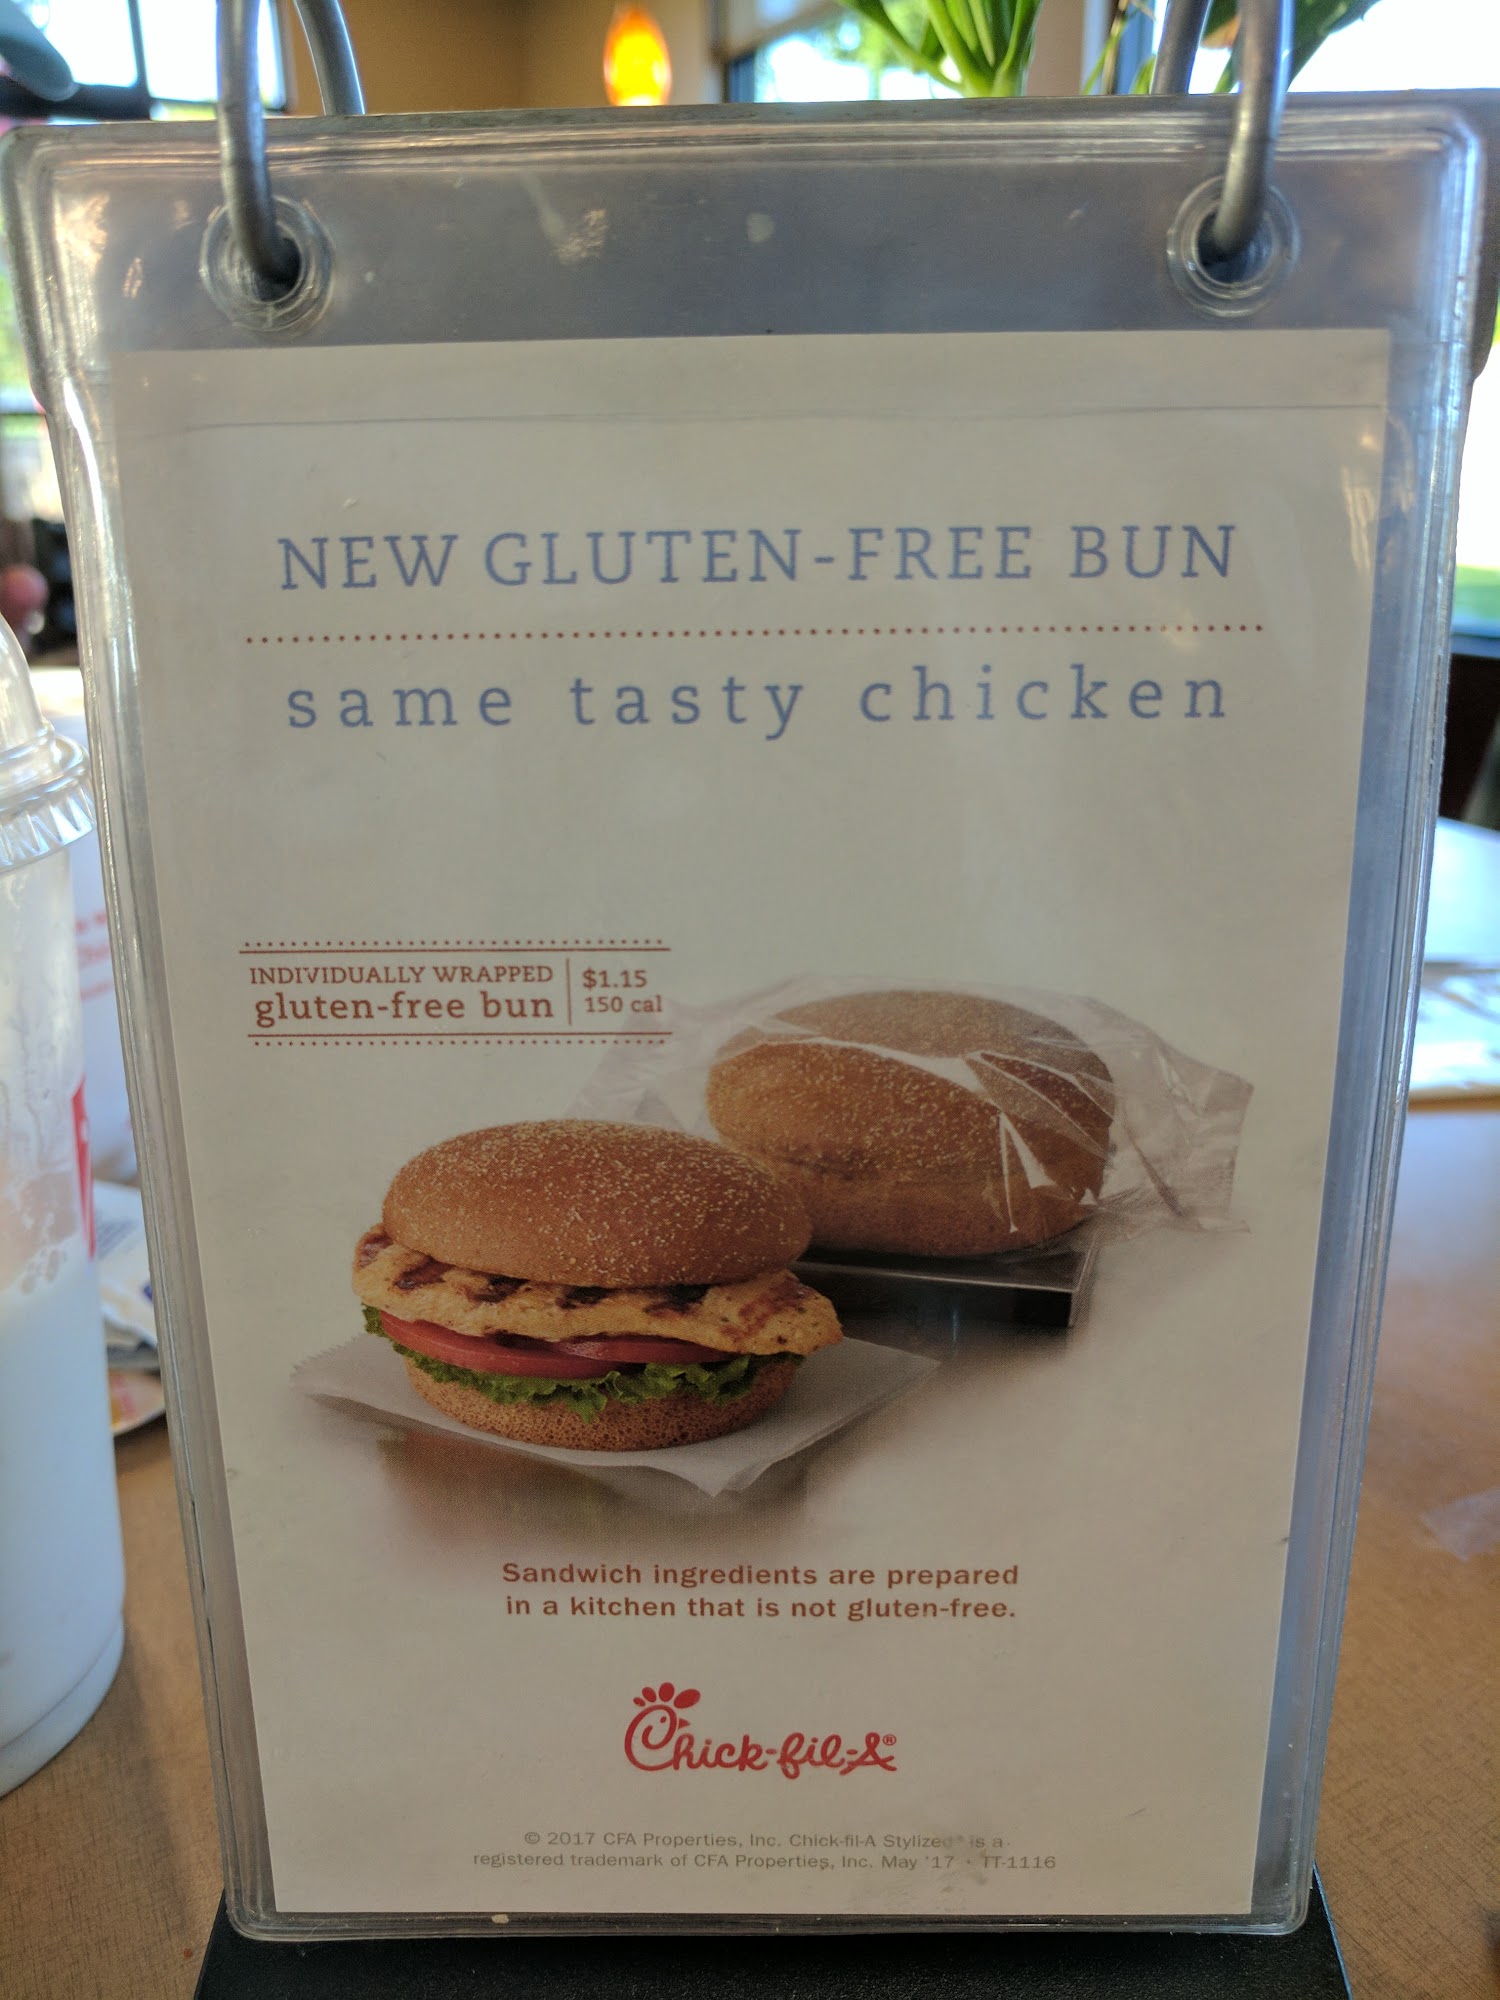 NEW GLUTEN-FREE BUN
same tasty chicken
INDIVIDUALLY WRAPPED
gluten-free bun
$1.15
150 cal
Sandwich ingredients are prepared
in a kitchen that is not gluten-free.
Chick-fil-A®
© 2017 CFA Properties, Inc. Chick-fil-A Stylized® is a
registered trademark of CFA Properties, Inc. May '17 · TT-1116